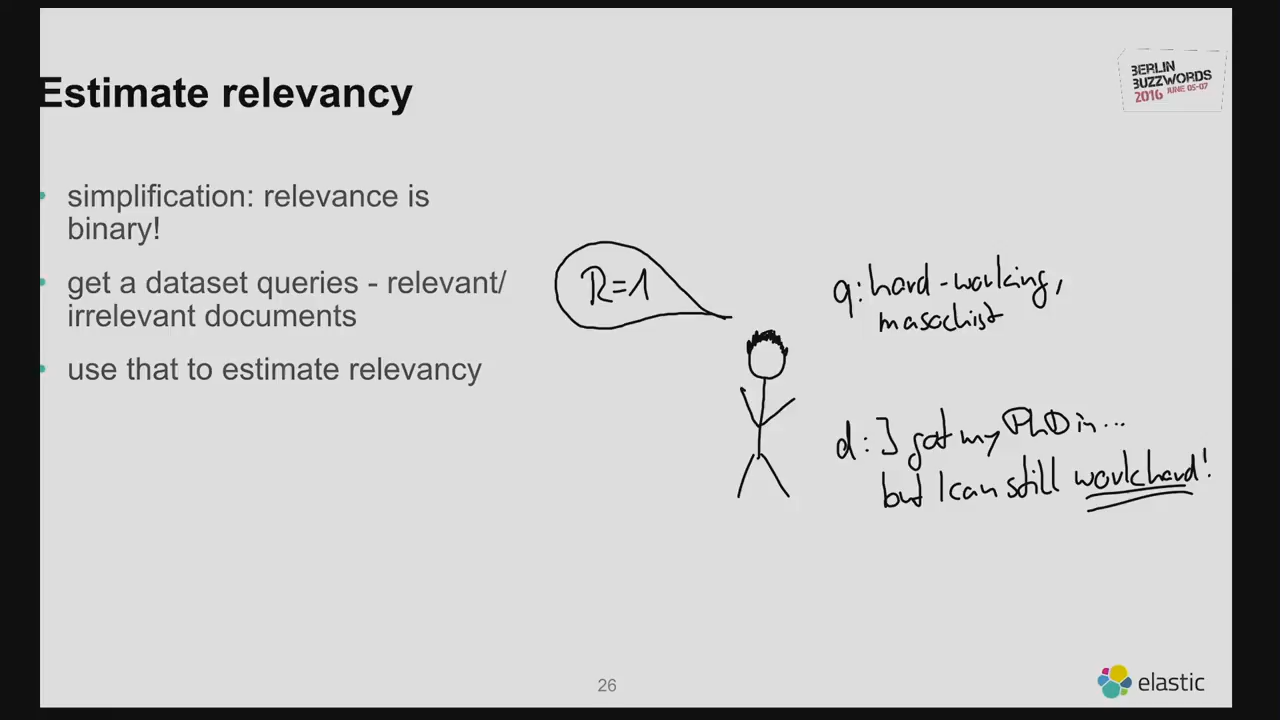 Estimate relevancy
BERLIN
BUZZWORDS
2016 JUNE 05-07
• simplification: relevance is
binary!
• get a dataset queries - relevant/
irrelevant documents
• use that to estimate relevancy
R=1
q: hard-working,
masochist
d: I got my PhD in...
but I can still work hard!
26
elastic